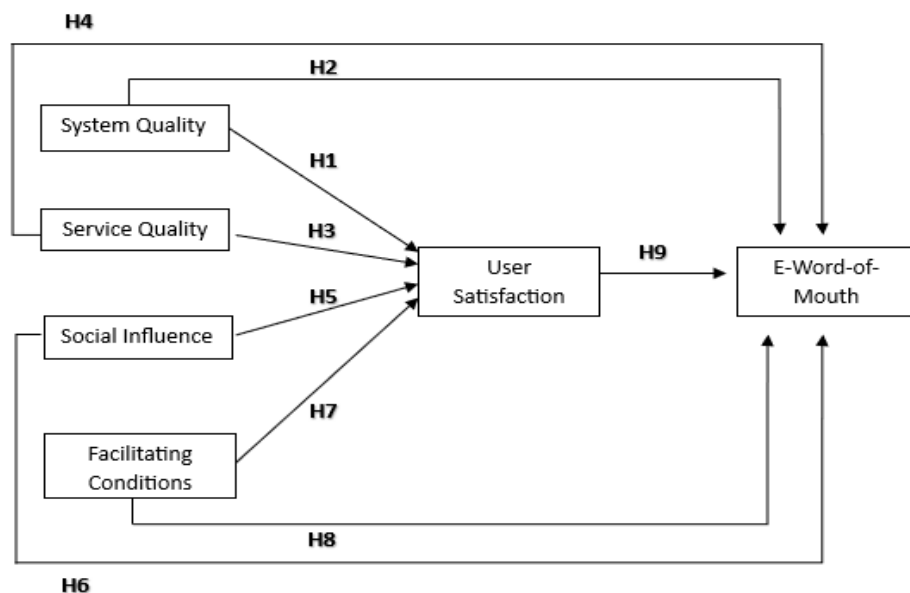 H4
H2
System Quality
H1
Service Quality
H3
User
Satisfaction
H9
E-Word-of-
Mouth
H5
Social Influence
H7
Facilitating
Conditions
H8
H6